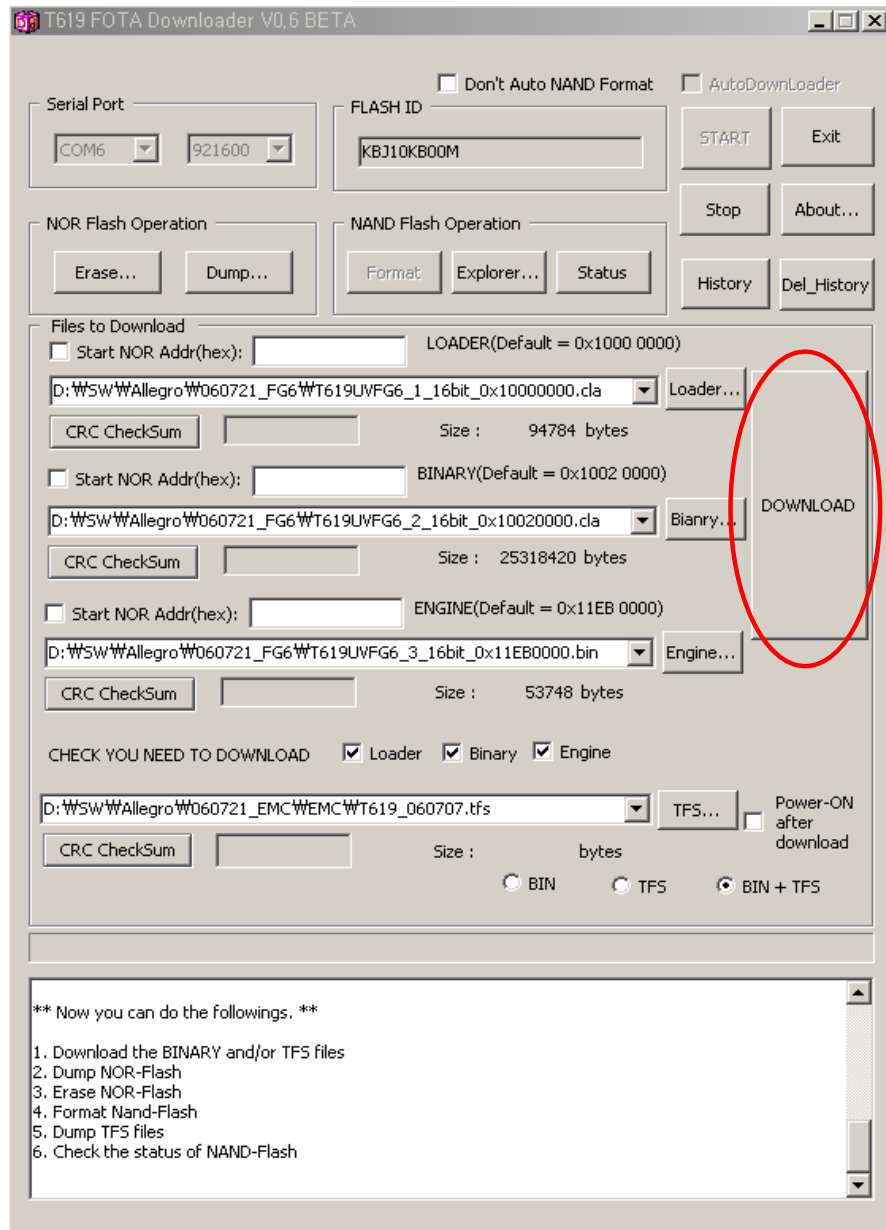 T619 FOTA Downloader V0,6 BETA
Don't Auto NAND Format
AutoDownLoader
Serial Port
COM6
921600
FLASH ID
KBJ10KB00M
START
Exit
NOR Flash Operation
Erase...
Dump...
NAND Flash Operation
Format
Explorer...
Status
Stop
About...
History
Del_History
Files to Download
Start NOR Addr(hex):
LOADER(Default = 0x1000 0000)
D:₩SW₩Allegro₩060721_FG6₩T619UVFG6_1_16bit_0x10000000.cla
Loader...
CRC CheckSum
Size : 94784 bytes
Start NOR Addr(hex):
BINARY(Default = 0x1002 0000)
D:₩SW₩Allegro₩060721_FG6₩T619UVFG6_2_16bit_0x10020000.cla
Bianry...
DOWNLOAD
CRC CheckSum
Size : 25318420 bytes
Start NOR Addr(hex):
ENGINE(Default = 0x11EB 0000)
D:₩SW₩Allegro₩060721_FG6₩T619UVFG6_3_16bit_0x11EB0000.bin
Engine...
CRC CheckSum
Size : 53748 bytes
CHECK YOU NEED TO DOWNLOAD
Loader
Binary
Engine
D:₩SW₩Allegro₩060721_EMC₩EMC₩T619_060707.tfs
TFS...
Power-ON
after
download
CRC CheckSum
Size : bytes
BIN
TFS
BIN + TFS
** Now you can do the followings. **
1. Download the BINARY and/or TFS files
2. Dump NOR-Flash
3. Erase NOR-Flash
4. Format Nand-Flash
5. Dump TFS files
6. Check the status of NAND-Flash